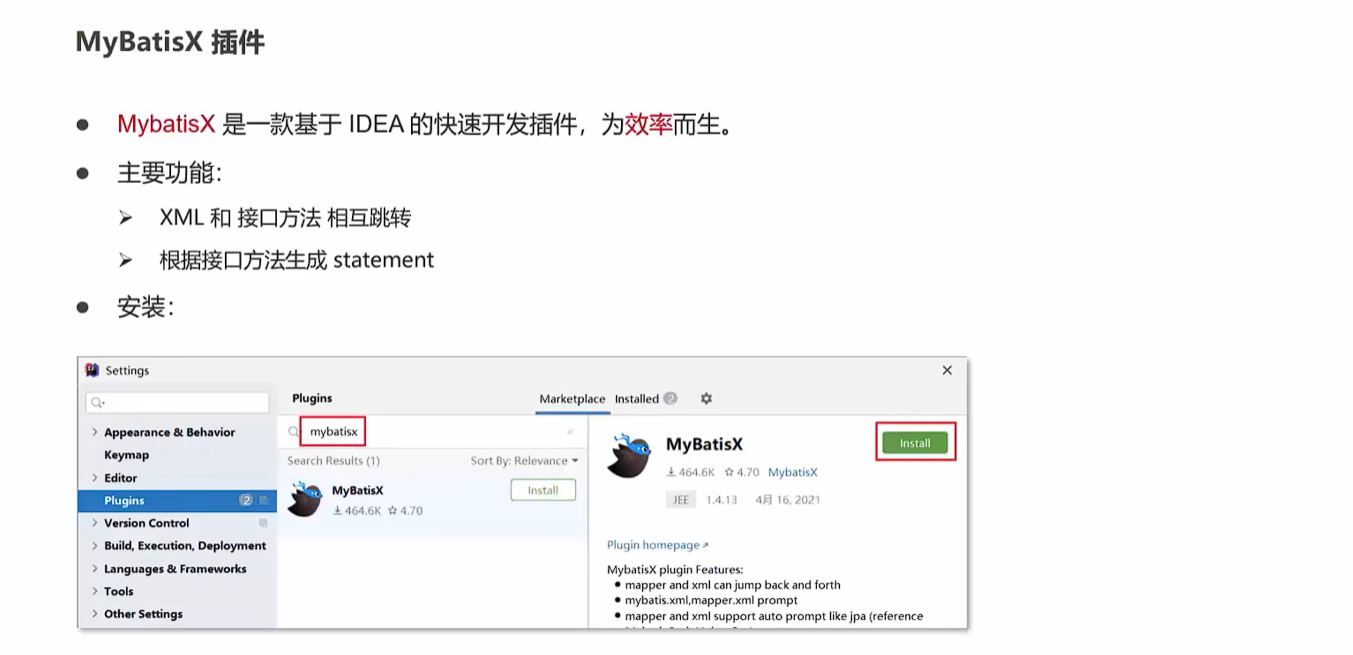 MyBatisX 插件
MybatisX 是一款基于 IDEA 的快速开发插件，为效率而生。
主要功能：
XML 和 接口方法 相互跳转
根据接口方法生成 statement
安装：
Settings
Plugins
Marketplace
Installed 2
mybatisx
Appearance & Behavior
Keymap
Editor
Plugins 2
Version Control
Build, Execution, Deployment
Languages & Frameworks
Tools
Other Settings
Search Results (1)
Sort By: Relevance
MyBatisX
Install
464.6K 4.70
MyBatisX
Install
464.6K 4.70 MybatisX
JEE 1.4.13 4月 16, 2021
Plugin homepage
MybatisX plugin Features:
mapper and xml can jump back and forth
mybatis.xml,mapper.xml prompt
mapper and xml support auto prompt like jpa (reference